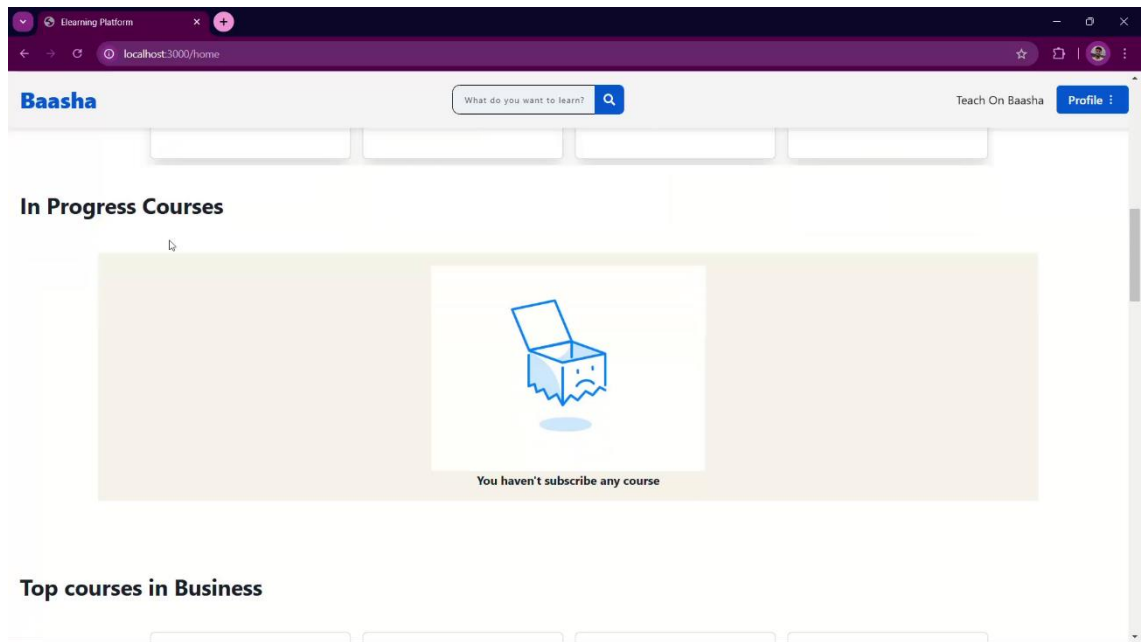 Elearning Platform
localhost:3000/home
Baasha
What do you want to learn?
Teach On Baasha
Profile
In Progress Courses
You haven't subscribe any course
Top courses in Business